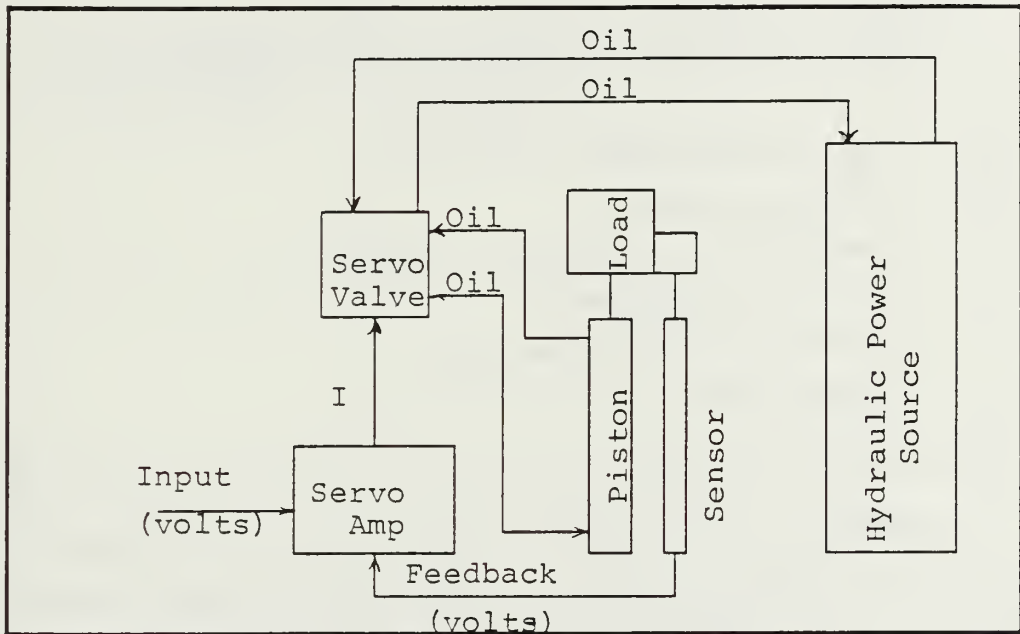 Oil
Oil
Oil
Servo
Valve
Oil
Load
I
Piston
Sensor
Hydraulic Power
Source
Input
(volts)
Servo
Amp
Feedback
(volts)